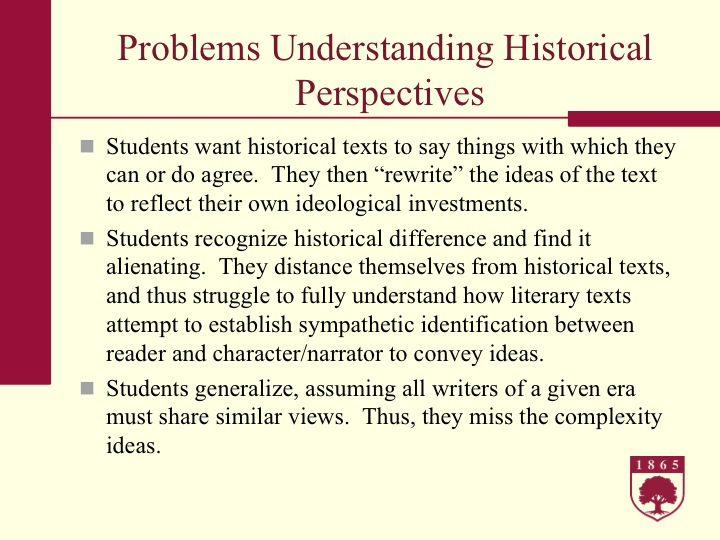 Problems Understanding Historical
Perspectives
Students want historical texts to say things with which they
can or do agree.  They then “rewrite” the ideas of the text
to reflect their own ideological investments.
Students recognize historical difference and find it
alienating.  They distance themselves from historical texts,
and thus struggle to fully understand how literary texts
attempt to establish sympathetic identification between
reader and character/narrator to convey ideas.
Students generalize, assuming all writers of a given era
must share similar views.  Thus, they miss the complexity
ideas.
1865